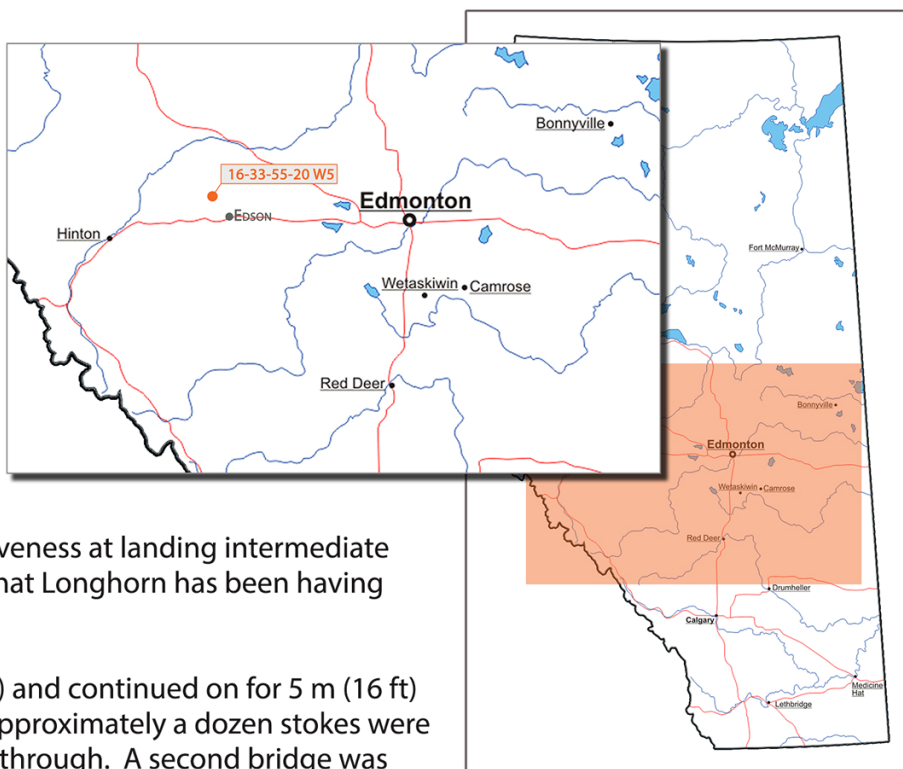 Bonnyville
16-33-55-20 W5
Edmonton
EDSON
Hinton
Wetaskiwin
Camrose
Red Deer
Fort McMurray
Bonnyville
Edmonton
Wetaskiwin
Camrose
Red Deer
Drumheller
Calgary
Medicine
Hat
Lethbridge
iveness at landing intermediate
hat Longhorn has been having
) and continued on for 5 m (16 ft)
pproximately a dozen stokes were
through. A second bridge was